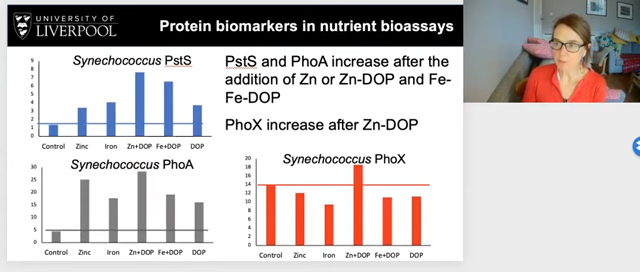 UNIVERSITY OF
LIVERPOOL
Protein biomarkers in nutrient bioassays
Synechococcus PstS
9
8
7
6
5
4
3
2
1
0
Control Zinc Iron Zn+DOP Fe+DOP DOP
PstS and PhoA increase after the
addition of Zn or Zn-DOP and Fe-
Fe-DOP
PhoX increase after Zn-DOP
Synechococcus PhoA
30
25
20
15
10
5
0
Control Zinc Iron Zn+DOP Fe+DOP DOP
Synechococcus PhoX
20
18
16
14
12
10
8
6
4
2
0
Control Zinc Iron Zn+DOP Fe+DOP DOP